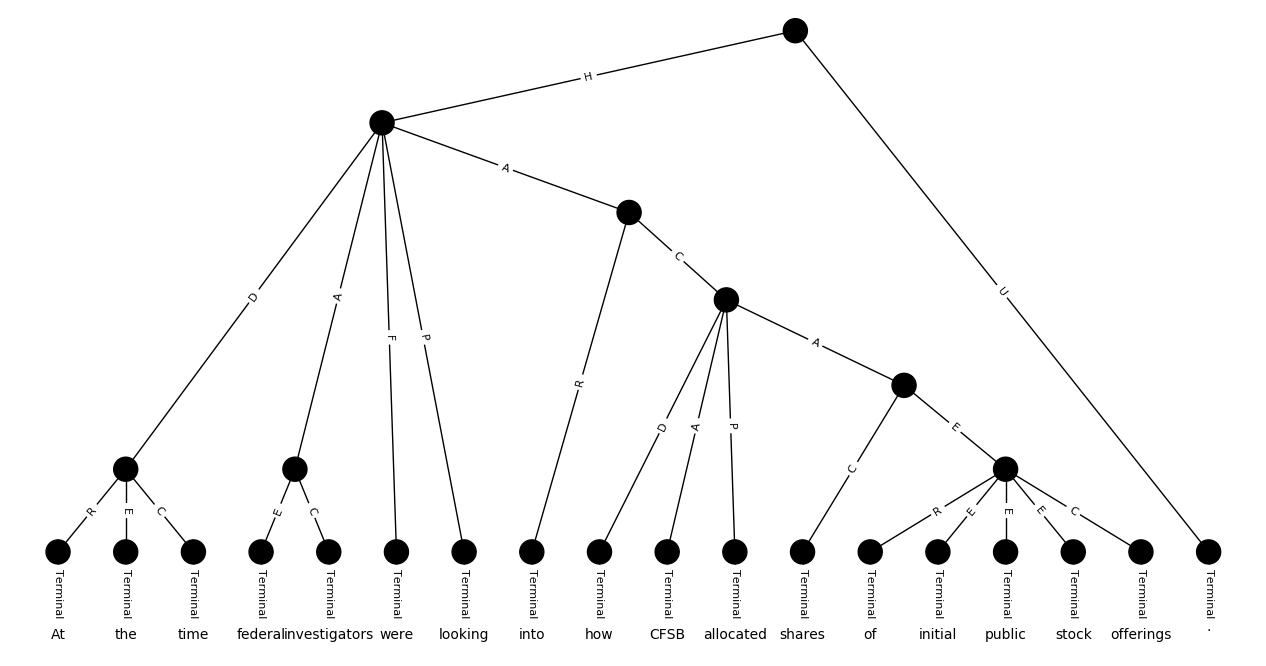 H
A
C
D
A
F
P
A
U
R
D
A
P
C
E
R
E
C
E
C
R
E
E
E
C
Terminal Terminal Terminal Terminal Terminal Terminal Terminal Terminal Terminal Terminal Terminal Terminal Terminal Terminal Terminal Terminal Terminal Terminal
At the time federal investigators were looking into how CFSB allocated shares of initial public stock offerings .